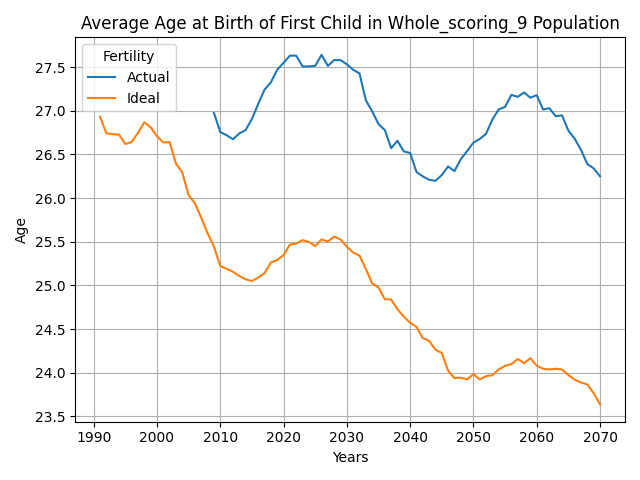 Average Age at Birth of First Child in Whole_scoring_9 Population
Fertility
Actual
Ideal
Age
27.5
27.0
26.5
26.0
25.5
25.0
24.5
24.0
23.5
1990 2000 2010 2020 2030 2040 2050 2060 2070
Years